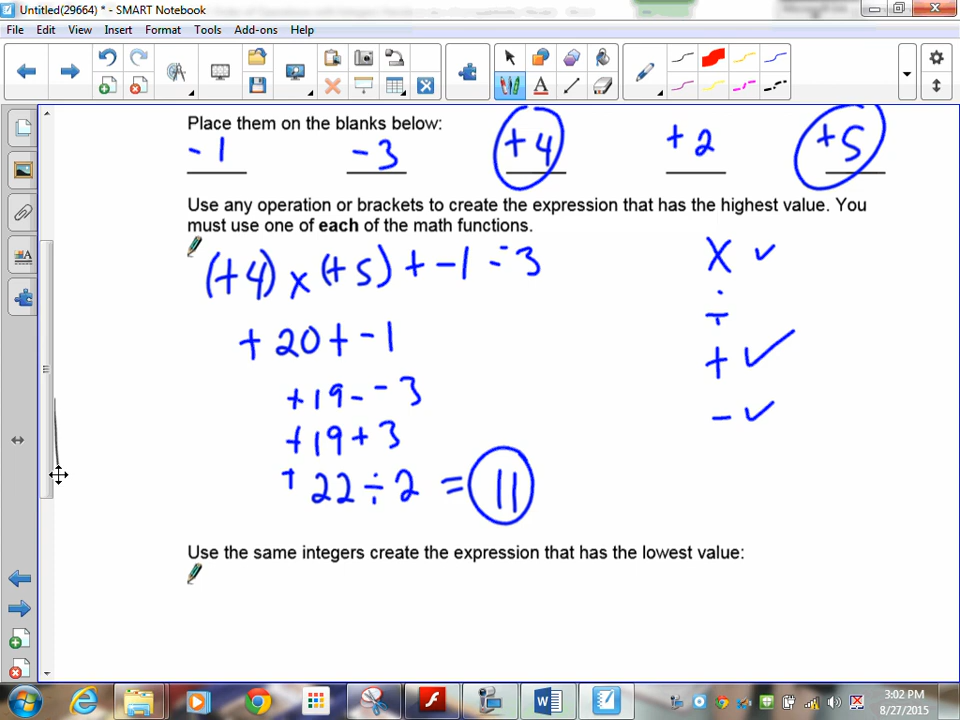 Untitled(29664) * - SMART Notebook
File Edit View Insert Format Tools Add-ons Help
Place them on the blanks below:
-1 -3 +4 +2 +5
Use any operation or brackets to create the expression that has the highest value. You
must use one of each of the math functions.
(+4) x (+5) + -1 - -3
x ✓
÷
+ 20 + -1
+ ✓
+19 - -3
- ✓
+19 + 3
+22 ÷ 2 = 11
Use the same integers create the expression that has the lowest value:
3:02 PM
8/27/2015